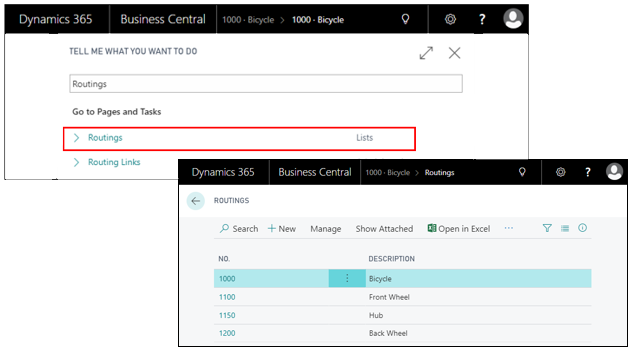 Dynamics 365 Business Central 1000 · Bicycle > 1000 · Bicycle ?
TELL ME WHAT YOU WANT TO DO
Routings
Go to Pages and Tasks
Routings Lists
Routing Links
Dynamics 365 Business Central 1000 · Bicycle > Routings ?
ROUTINGS
Search + New Manage Show Attached Open in Excel ···
NO. DESCRIPTION
1000 Bicycle
1100 Front Wheel
1150 Hub
1200 Back Wheel